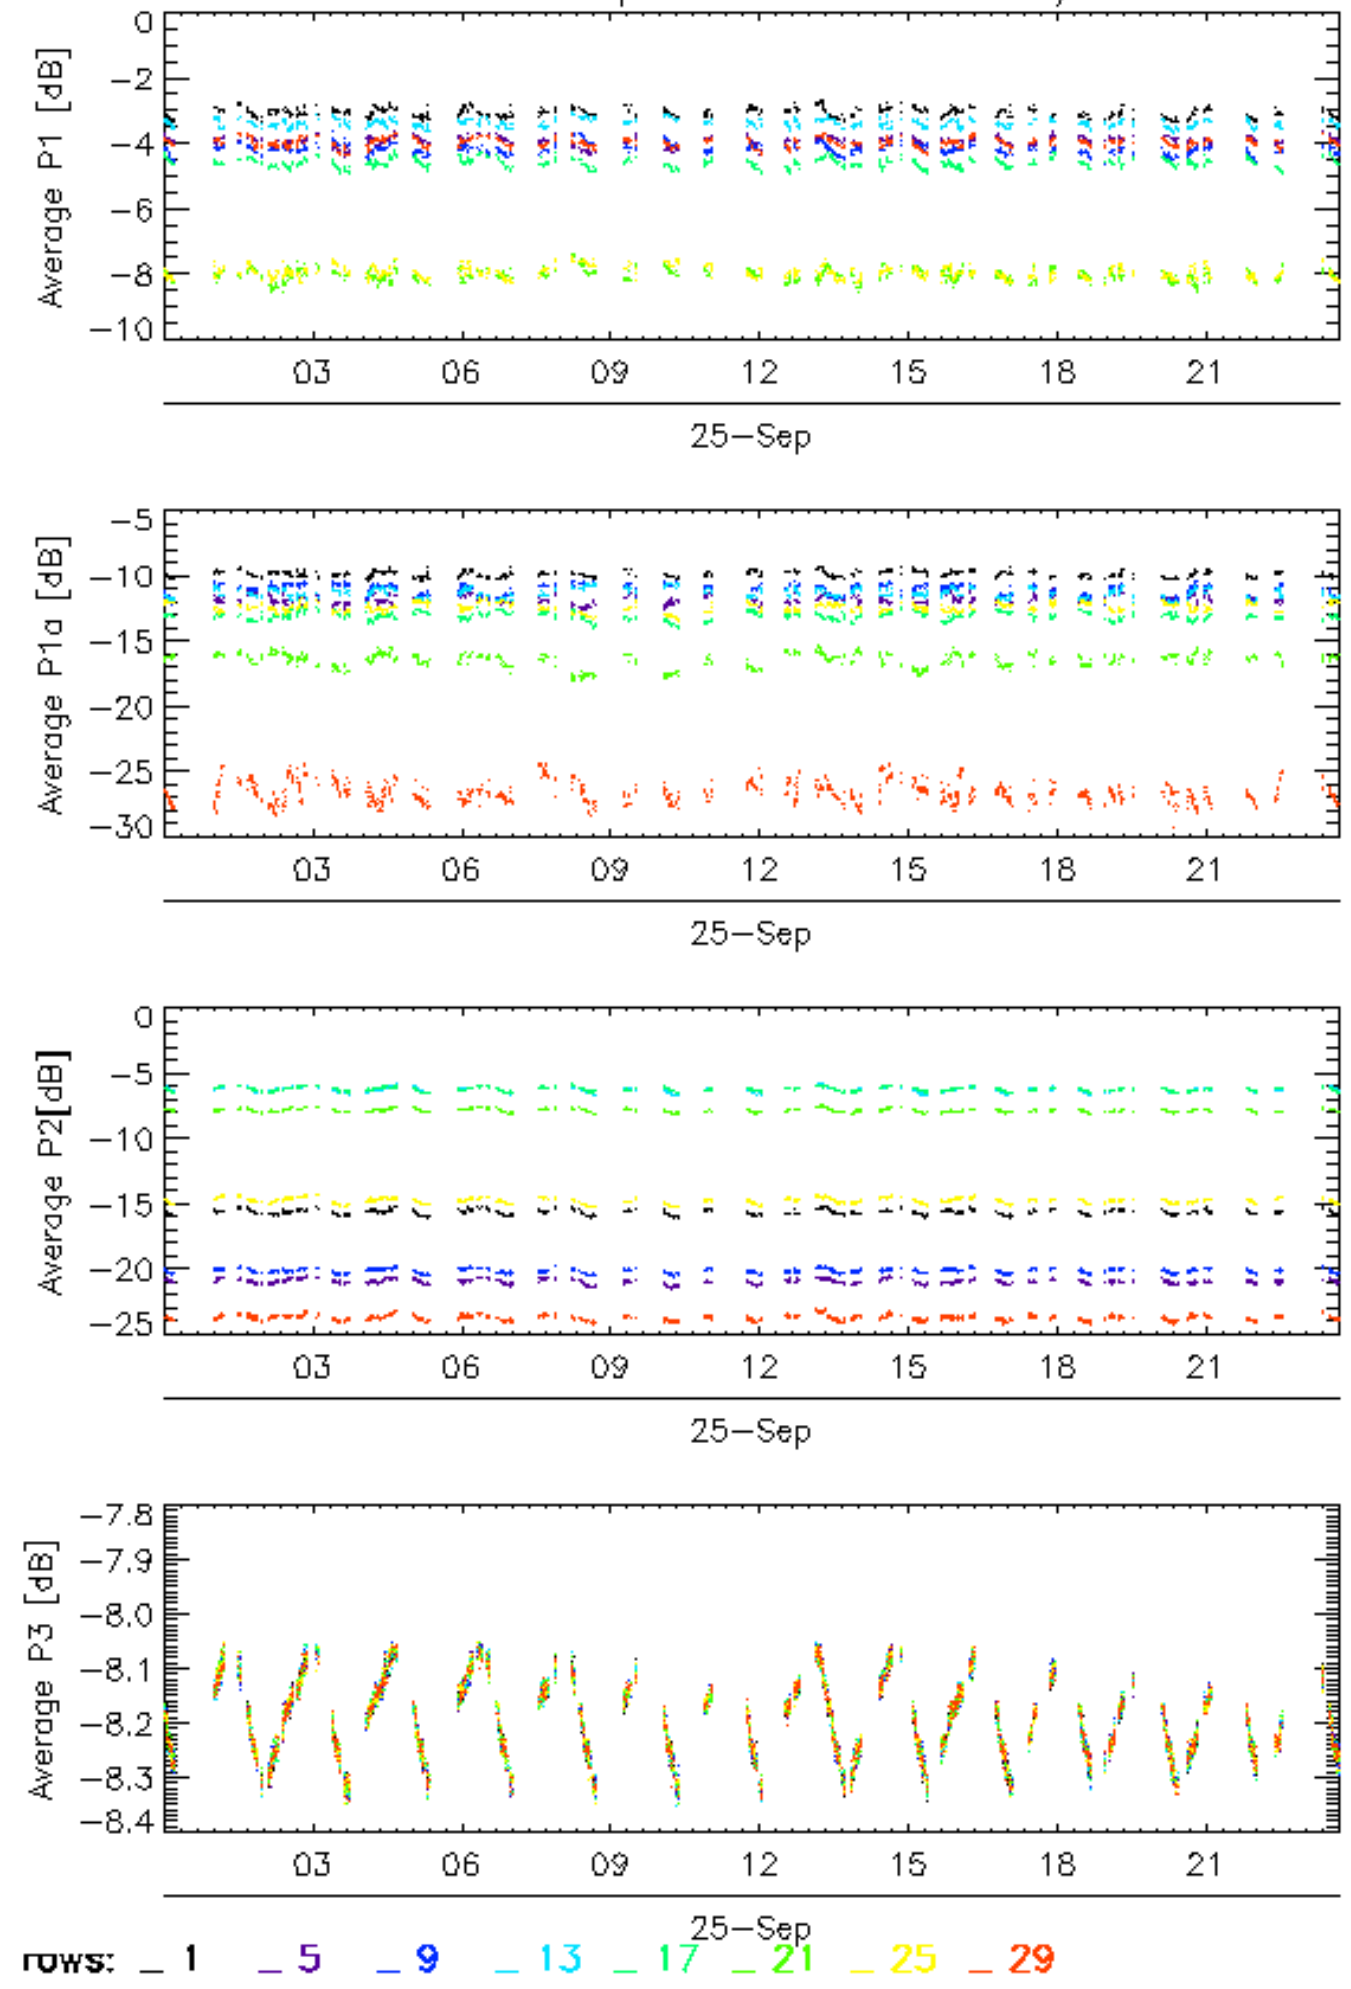 0
−2
−4
−6
−8
−10
Average P1 [dB]
03 06 09 12 15 18 21
25−Sep
−5
−10
−15
−20
−25
−30
Average P1a [dB]
03 06 09 12 15 18 21
25−Sep
0
−5
−10
−15
−20
−25
Average P2[dB]
03 06 09 12 15 18 21
25−Sep
−7.8
−7.9
−8.0
−8.1
−8.2
−8.3
−8.4
Average P3 [dB]
03 06 09 12 15 18 21
25−Sep
rows: _ 1 _ 5 _ 9 _ 13 _ 17 _ 21 _ 25 _ 29